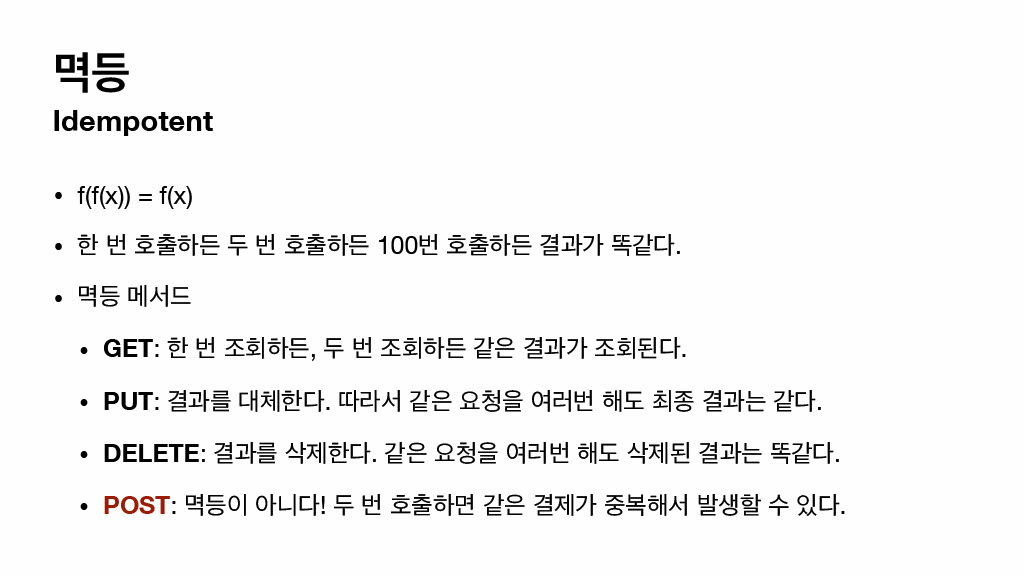 멱등
Idempotent
• f(f(x)) = f(x)
• 한 번 호출하든 두 번 호출하든 100번 호출하든 결과가 똑같다.
• 멱등 메서드
• GET: 한 번 조회하든, 두 번 조회하든 같은 결과가 조회된다.
• PUT: 결과를 대체한다. 따라서 같은 요청을 여러번 해도 최종 결과는 같다.
• DELETE: 결과를 삭제한다. 같은 요청을 여러번 해도 삭제된 결과는 똑같다.
• POST: 멱등이 아니다! 두 번 호출하면 같은 결제가 중복해서 발생할 수 있다.